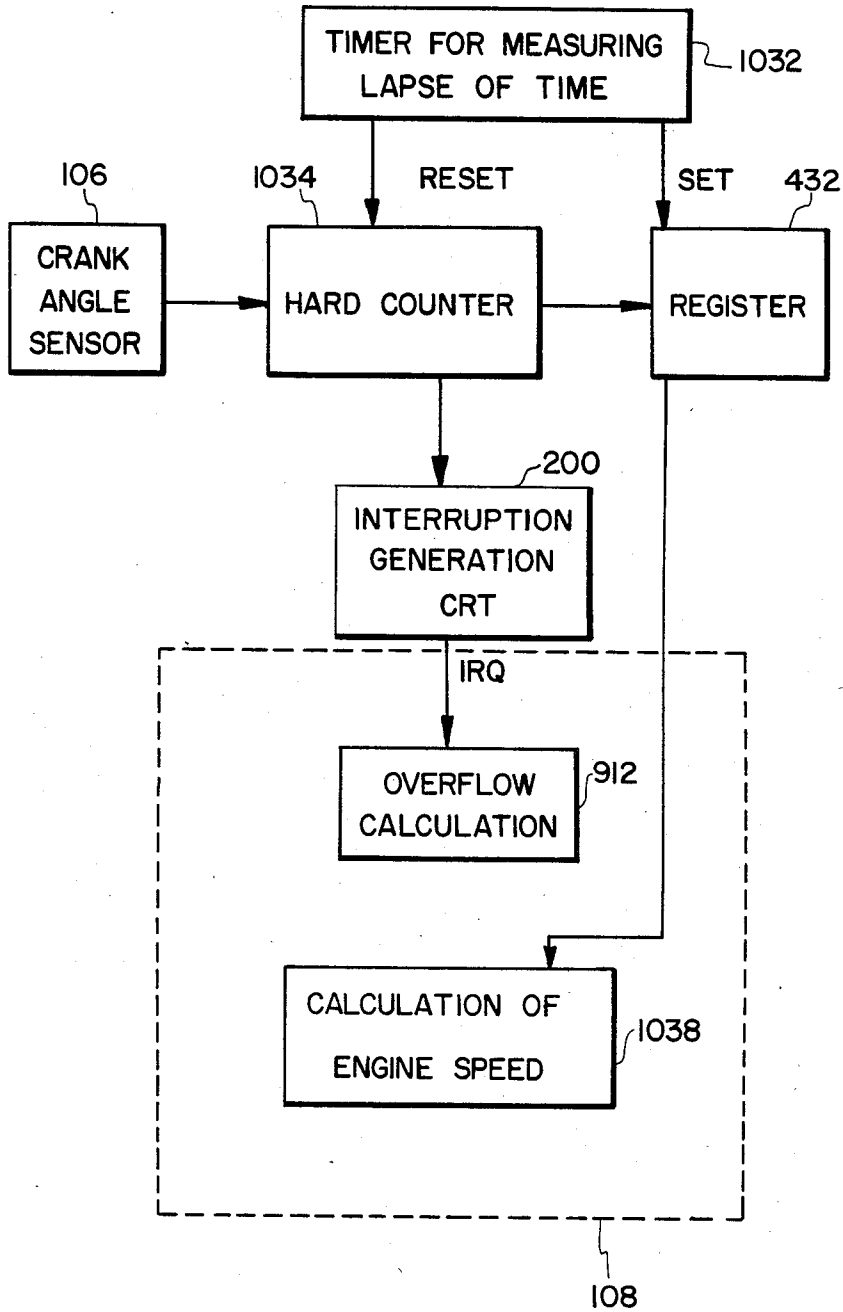 TIMER FOR MEASURING
LAPSE OF TIME
1032
RESET
SET
106
1034
432
CRANK
ANGLE
SENSOR
HARD COUNTER
REGISTER
200
INTERRUPTION
GENERATION
CRT
IRQ
OVERFLOW
CALCULATION
912
CALCULATION OF
ENGINE SPEED
1038
108